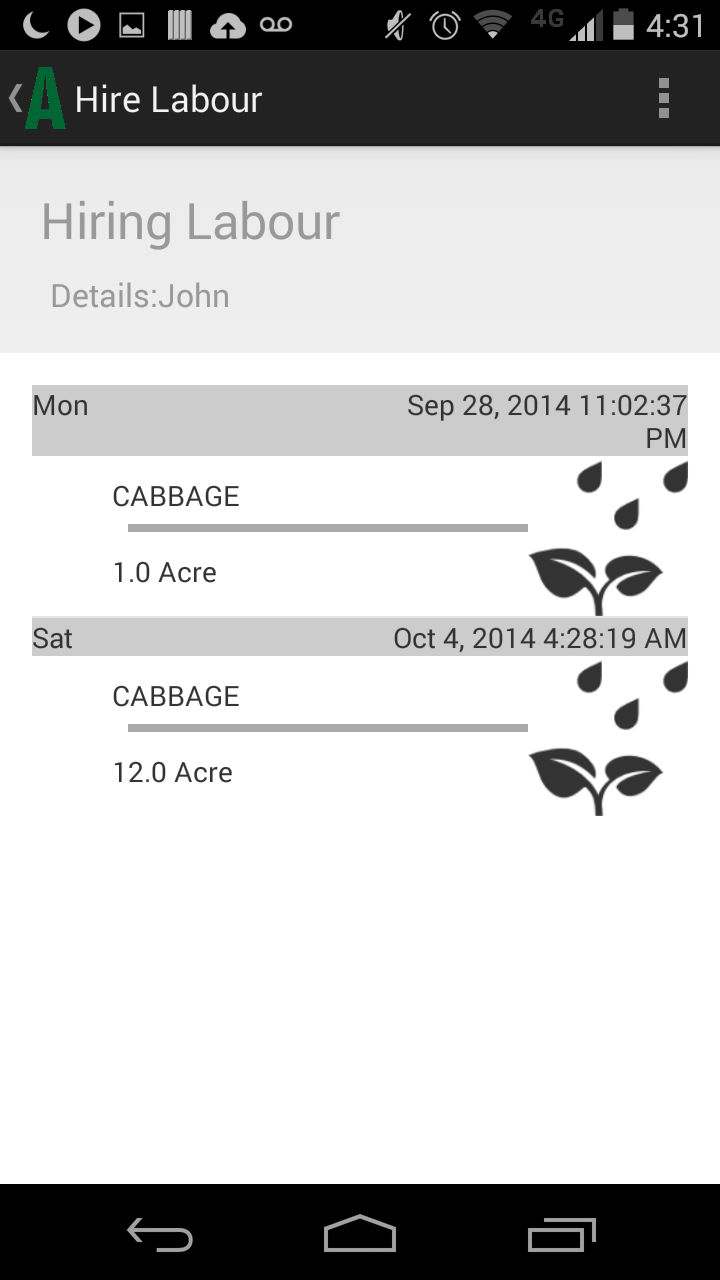 4G 4:31
A Hire Labour
Hiring Labour
Details:John
Mon Sep 28, 2014 11:02:37
PM
CABBAGE
1.0 Acre
Sat Oct 4, 2014 4:28:19 AM
CABBAGE
12.0 Acre